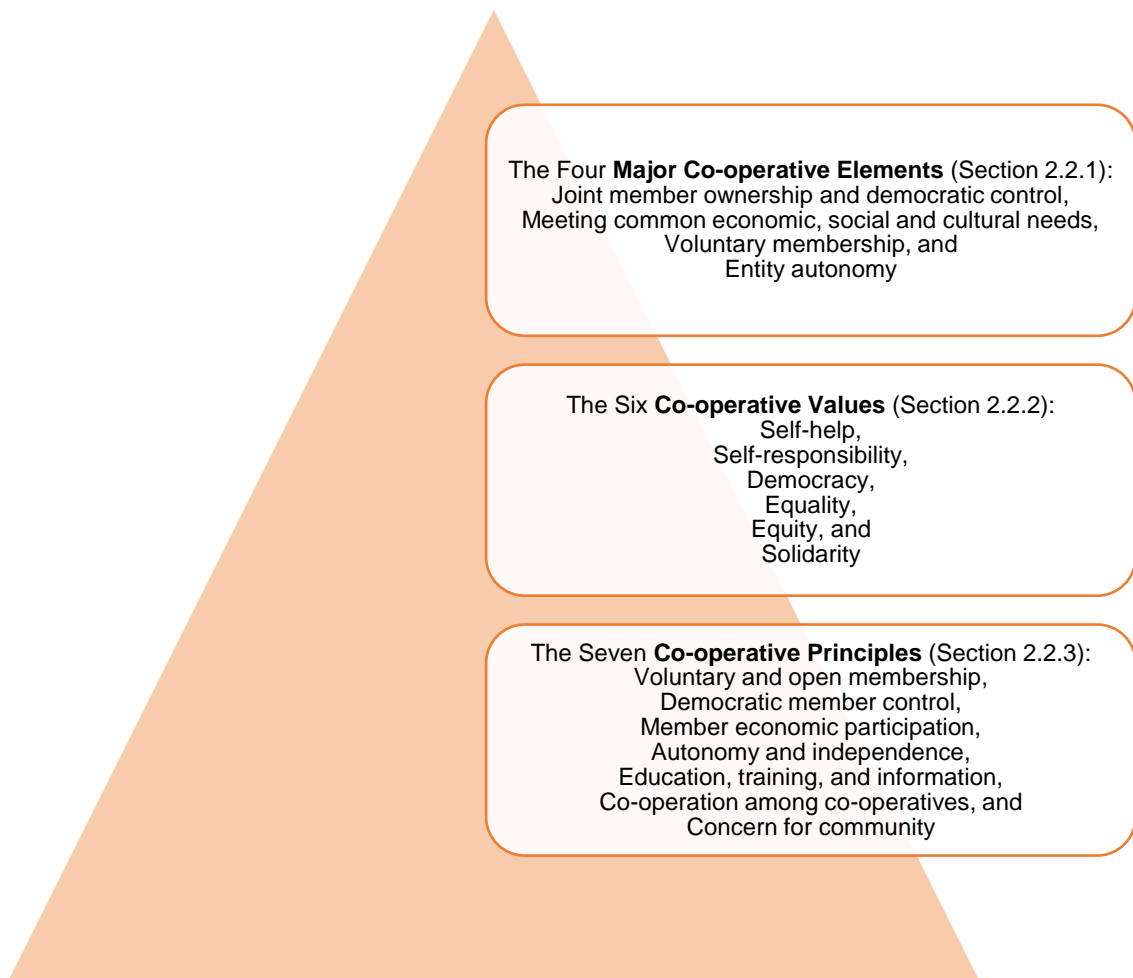 The Four Major Co-operative Elements (Section 2.2.1):
Joint member ownership and democratic control,
Meeting common economic, social and cultural needs,
Voluntary membership, and
Entity autonomy
The Six Co-operative Values (Section 2.2.2):
Self-help,
Self-responsibility,
Democracy,
Equality,
Equity, and
Solidarity
The Seven Co-operative Principles (Section 2.2.3):
Voluntary and open membership,
Democratic member control,
Member economic participation,
Autonomy and independence,
Education, training, and information,
Co-operation among co-operatives, and
Concern for community